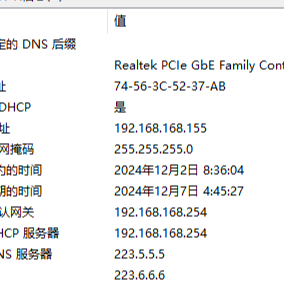 值
定的 DNS 后缀
Realtek PCIe GbE Family Cont
址 74-56-3C-52-37-AB
DHCP 是
址 192.168.168.155
网掩码 255.255.255.0
约的时间 2024年12月2日 8:36:04
期的时间 2024年12月7日 4:45:27
认网关 192.168.168.254
HCP 服务器 192.168.168.254
NS 服务器 223.5.5.5
223.6.6.6